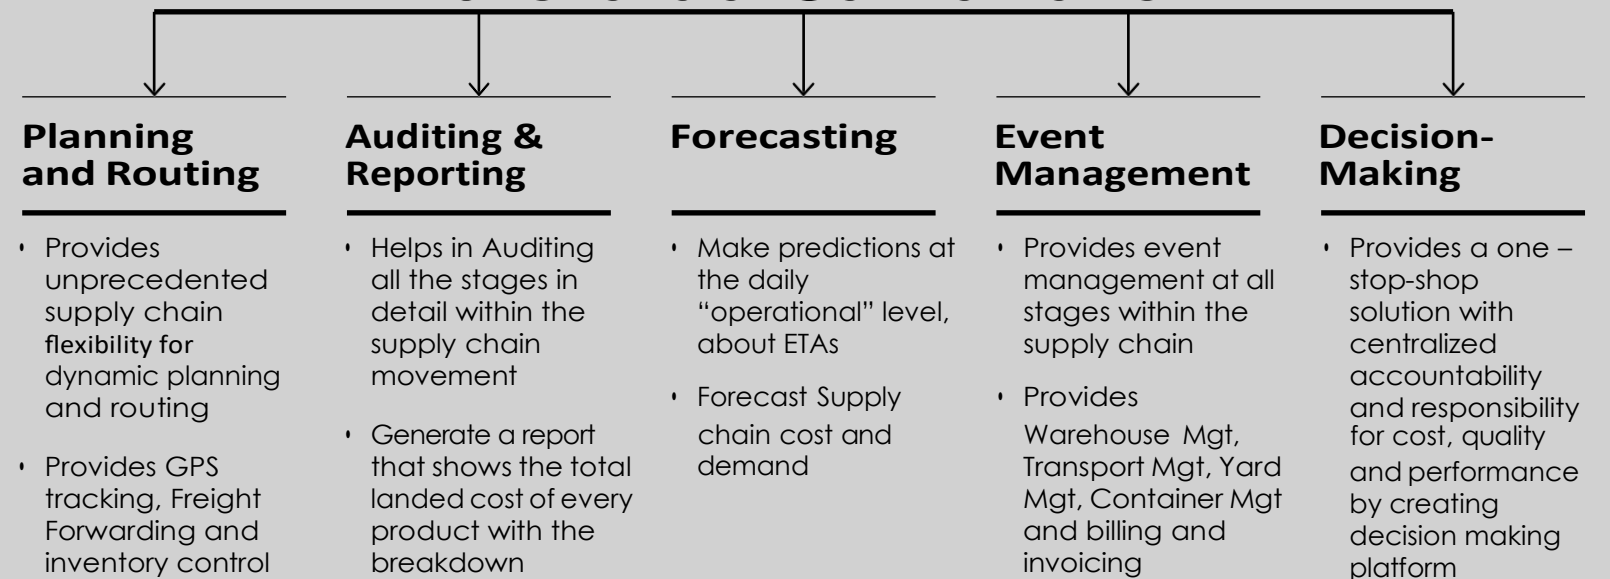 Planning
and Routing
• Provides
unprecedented
supply chain
flexibility for
dynamic planning
and routing
• Provides GPS
tracking, Freight
Forwarding and
inventory control
Auditing &
Reporting
• Helps in Auditing
all the stages in
detail within the
supply chain
movement
• Generate a report
that shows the total
landed cost of every
product with the
breakdown
Forecasting
• Make predictions at
the daily
“operational” level,
about ETAs
• Forecast Supply
chain cost and
demand
Event
Management
• Provides event
management at all
stages within the
supply chain
• Provides
Warehouse Mgt,
Transport Mgt, Yard
Mgt, Container Mgt
and billing and
invoicing
Decision-
Making
• Provides a one –
stop-shop
solution with
centralized
accountability
and responsibility
for cost, quality
and performance
by creating
decision making
platform